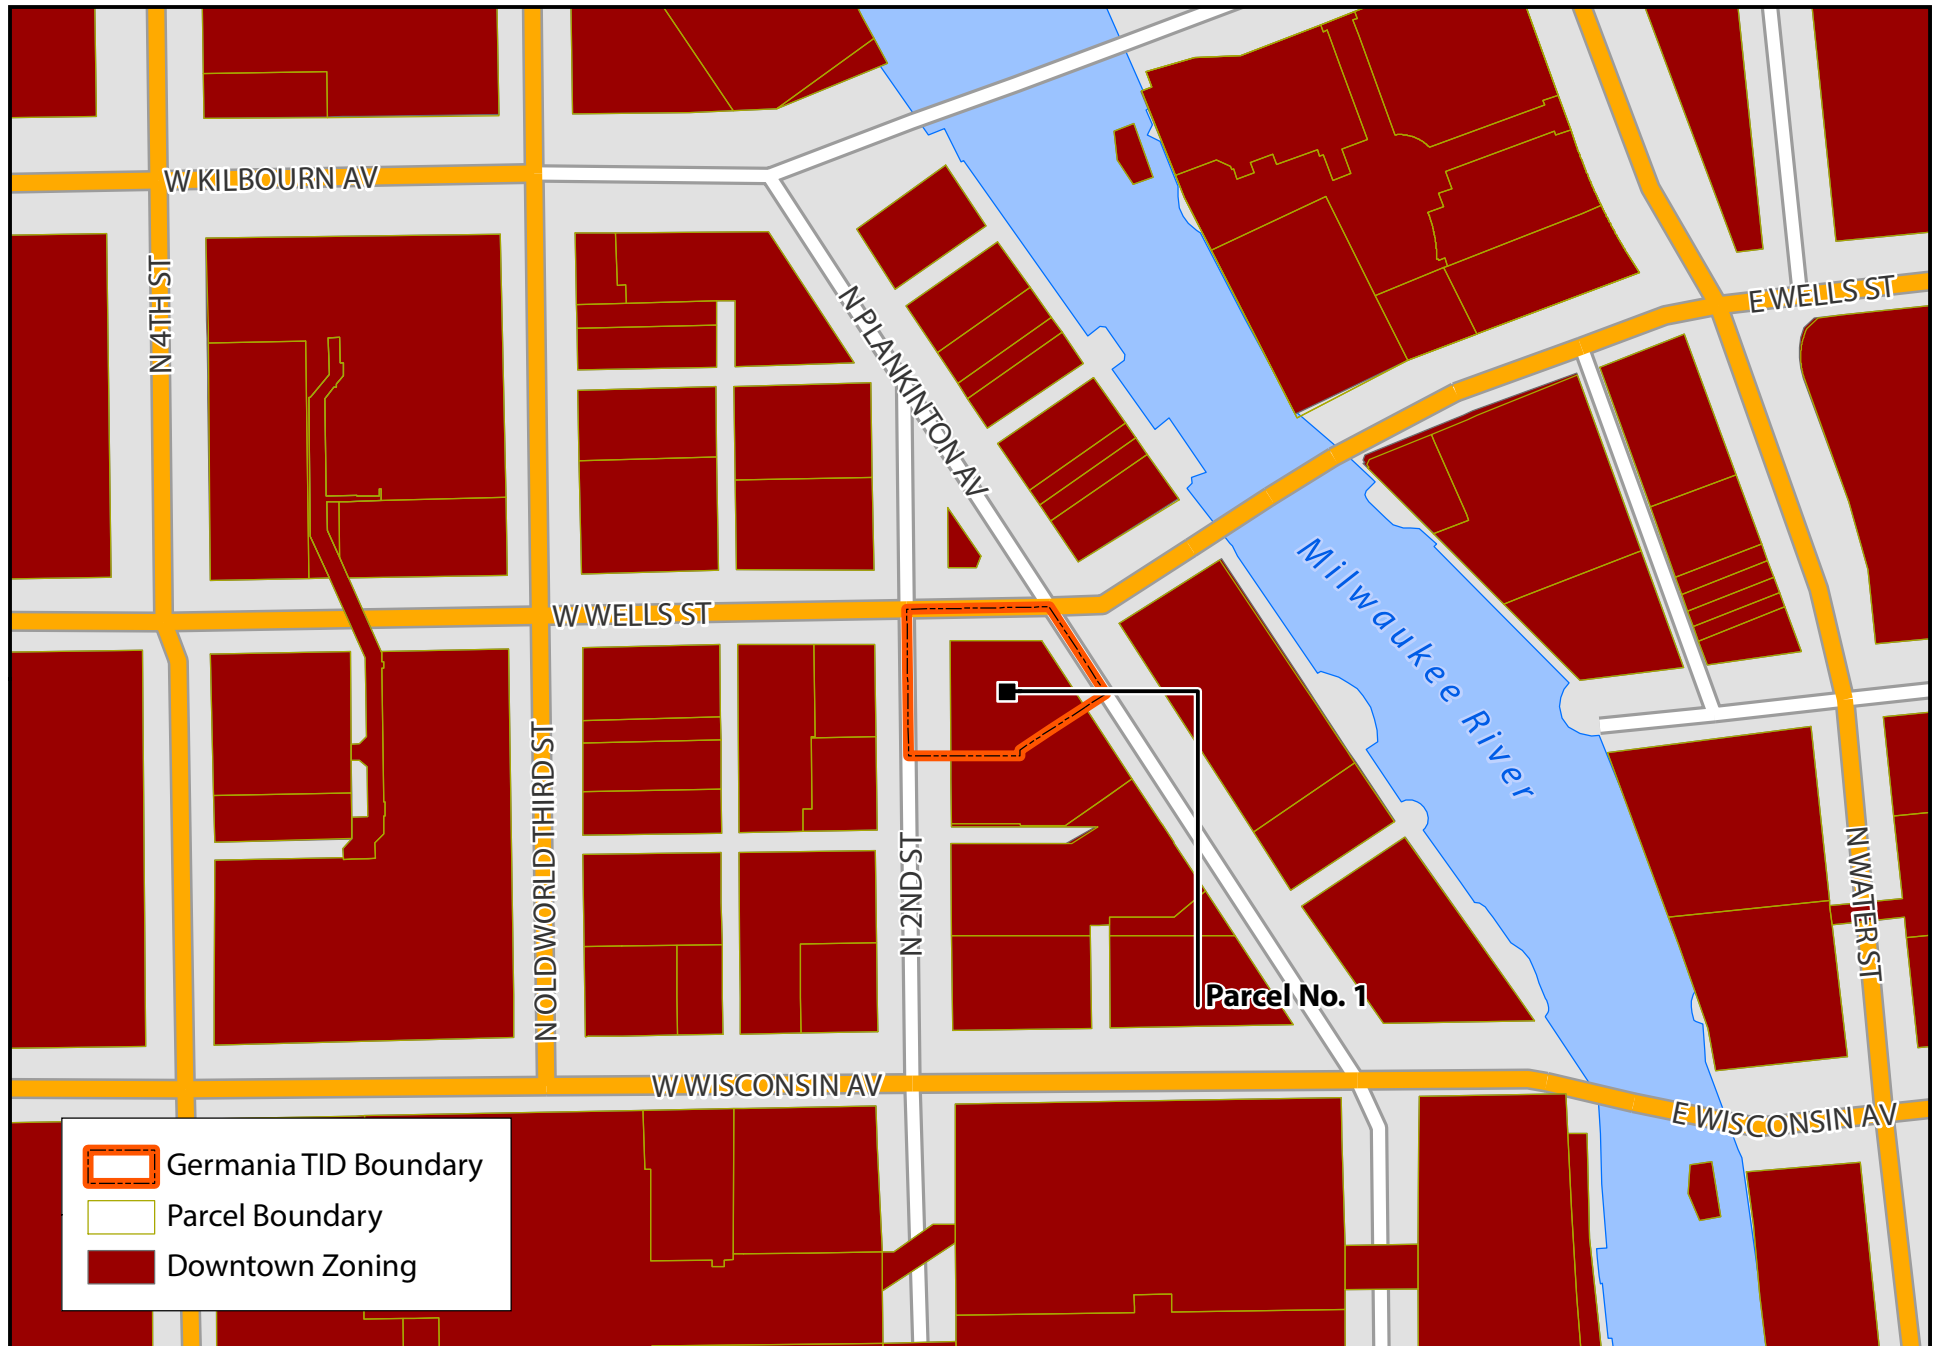 W KILBOURN AV
N 4TH ST
E WELLS ST
N PLANKINTON AV
W WELLS ST
Milwaukee River
N OLD WORLD THIRD ST
N 2ND ST
N WATER ST
Parcel No. 1
W WISCONSIN AV
E WISCONSIN AV
Germania TID Boundary
Parcel Boundary
Downtown Zoning